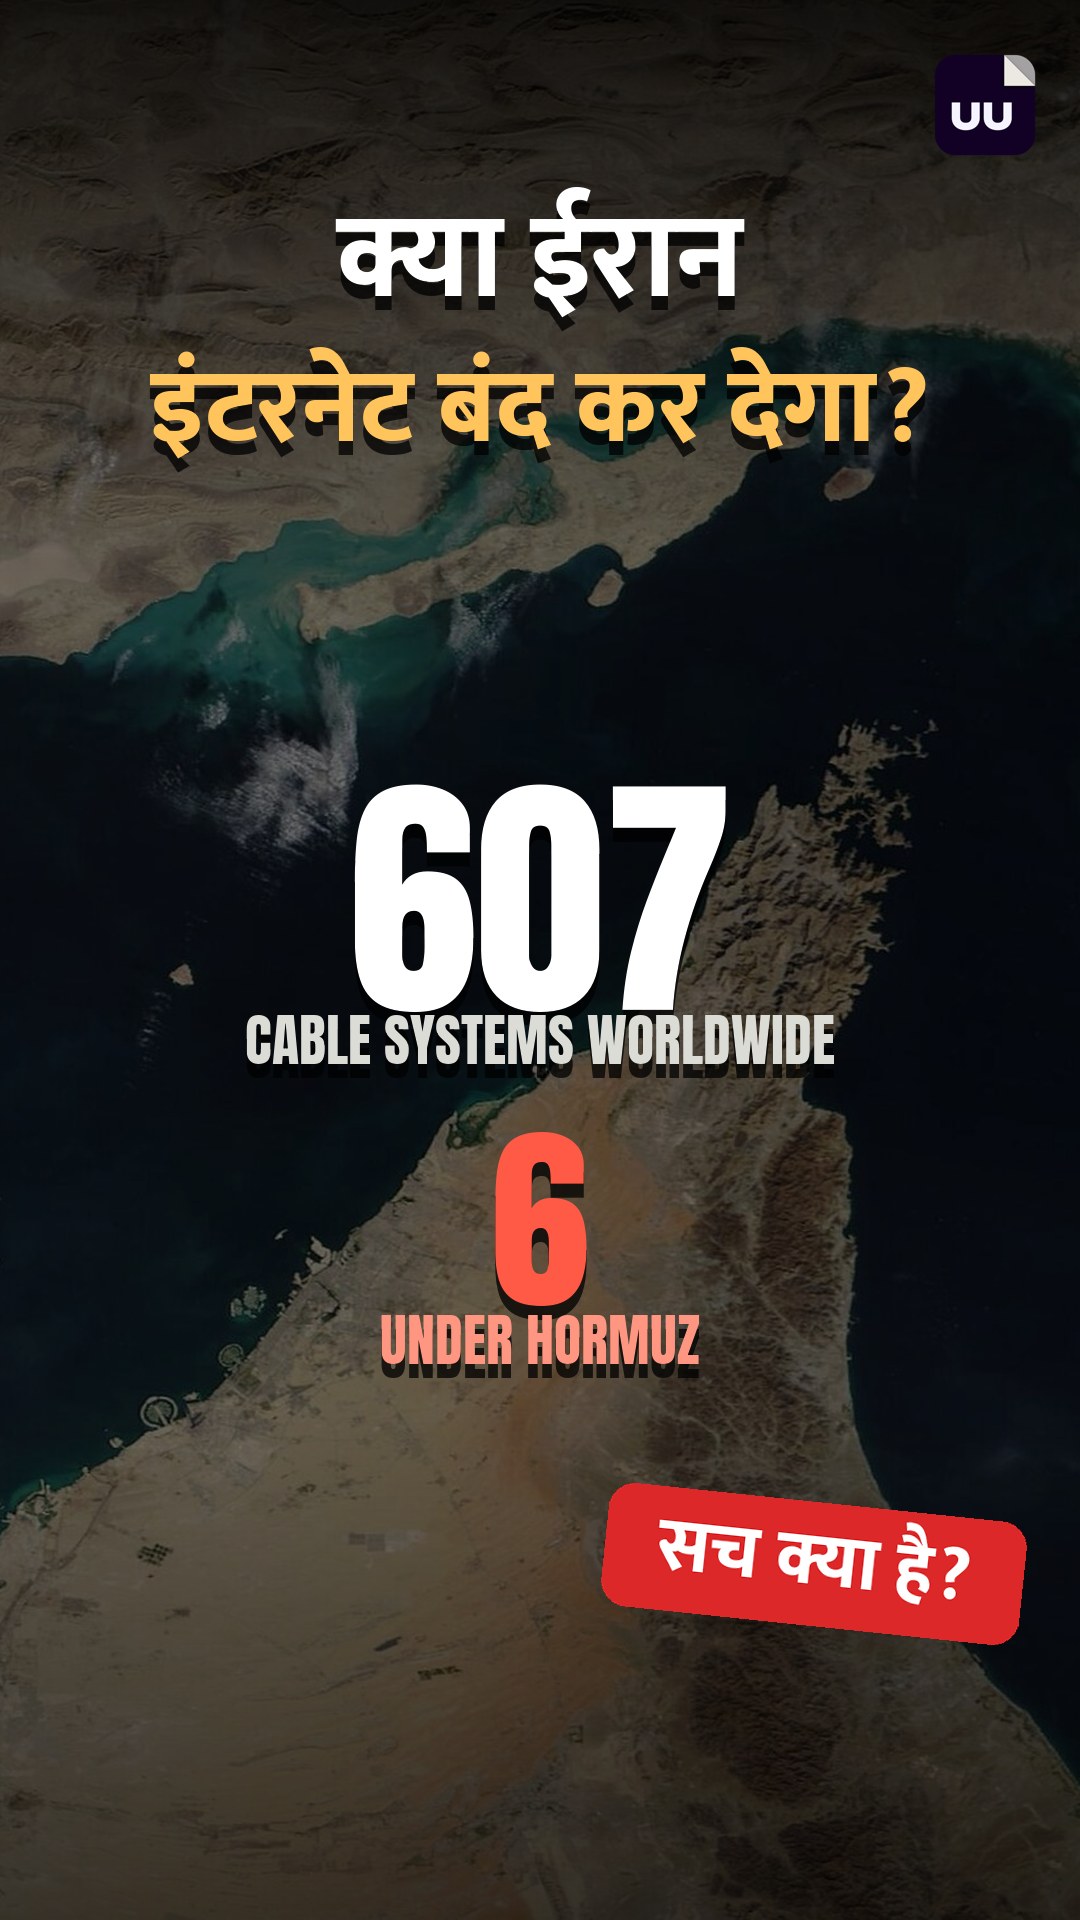 UU
क्या ईरान
इंटरनेट बंद कर देगा?
607
CABLE SYSTEMS WORLDWIDE
6
UNDER HORMUZ
सच क्या है?